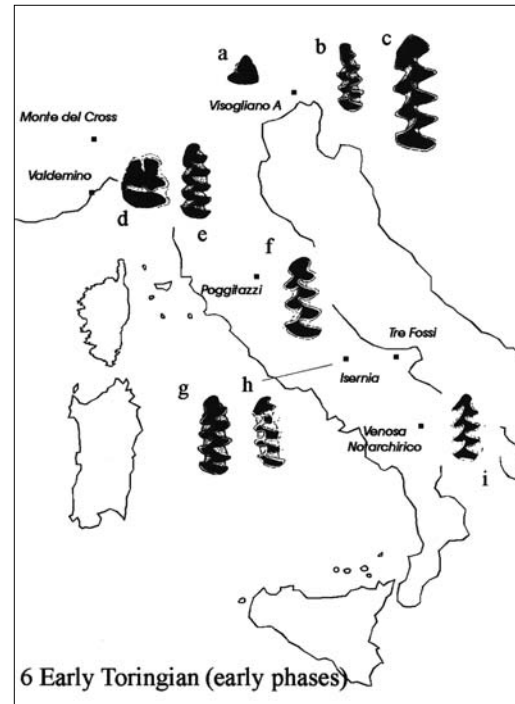 a
b
c
Visogliano A
Monte del Cross
Valdemino
d
e
f
Poggitazzi
Tre Fossi
Isernia
g
h
Venosa
Notarchirico
i
6 Early Toringian (early phases)